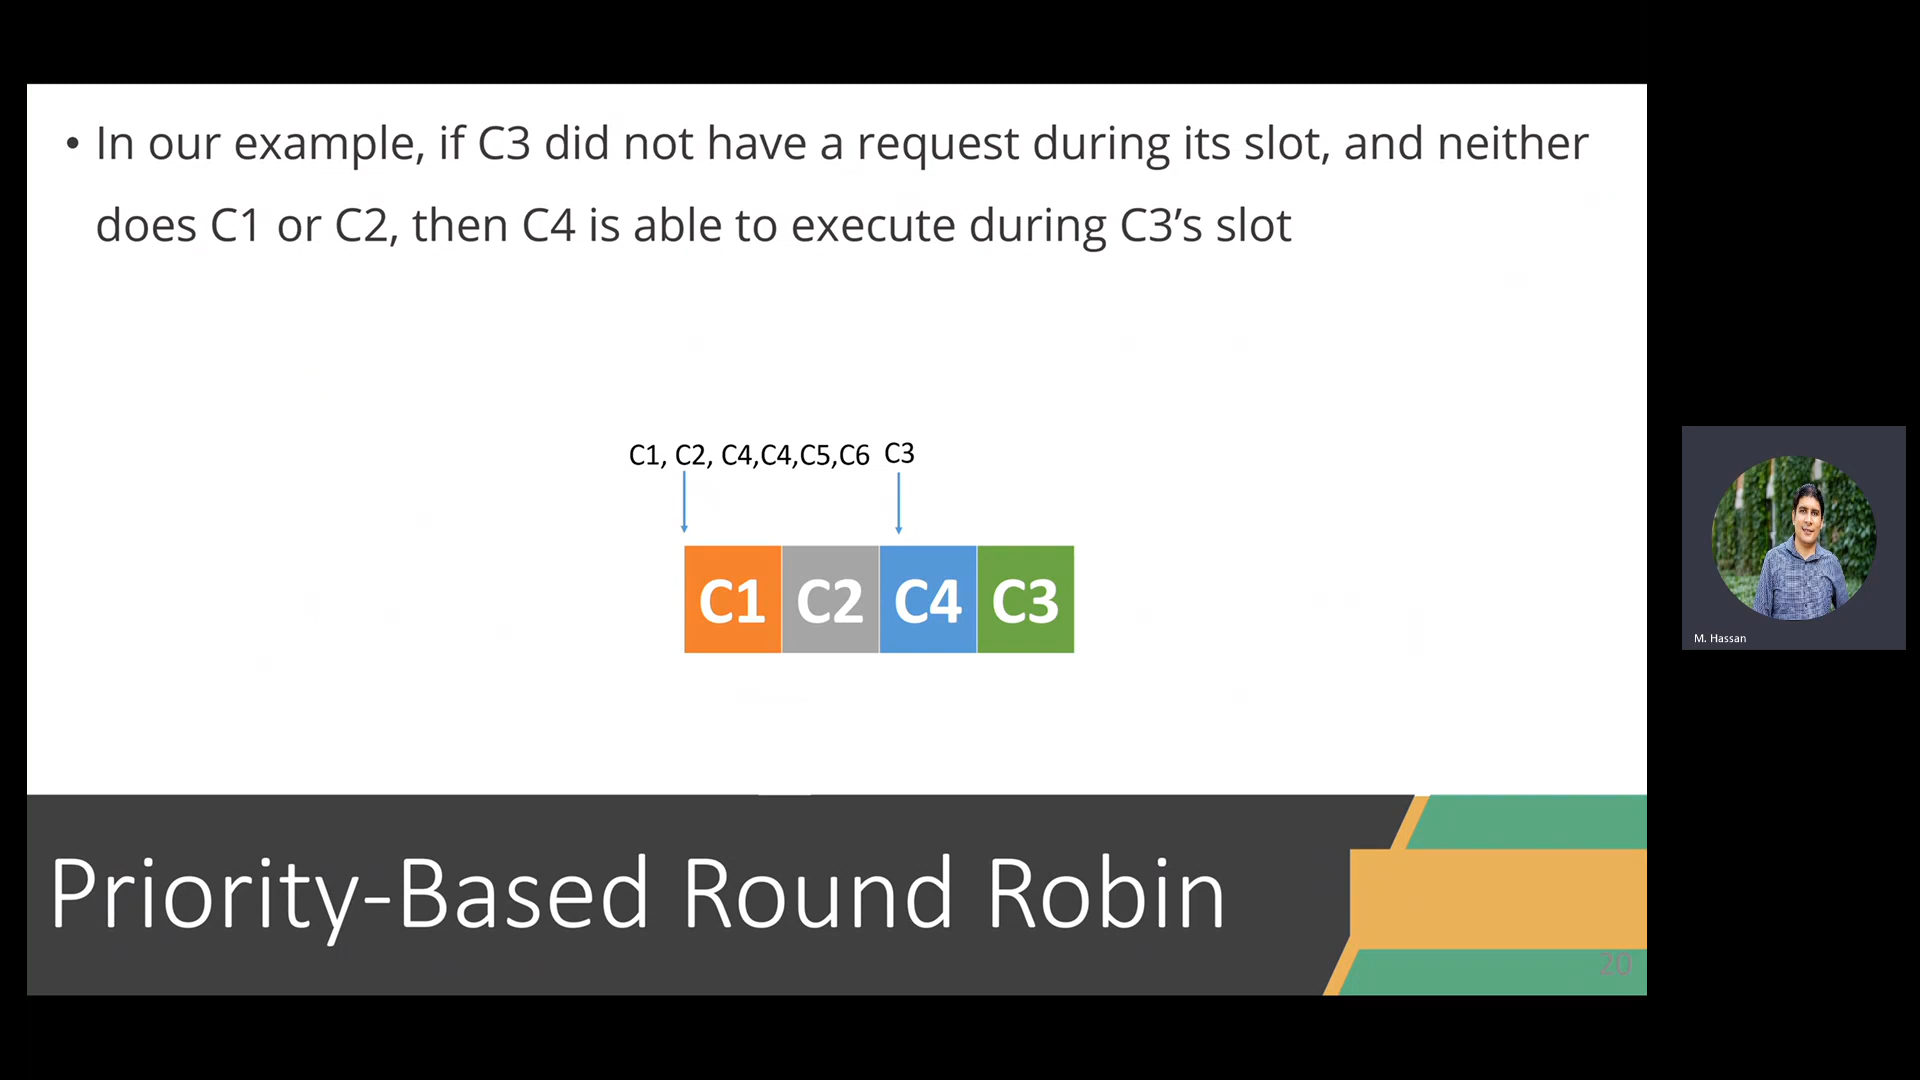 • In our example, if C3 did not have a request during its slot, and neither
does C1 or C2, then C4 is able to execute during C3’s slot
C1, C2, C4,C4,C5,C6 C3
C1 C2 C4 C3
M. Hassan
Priority-Based Round Robin
20